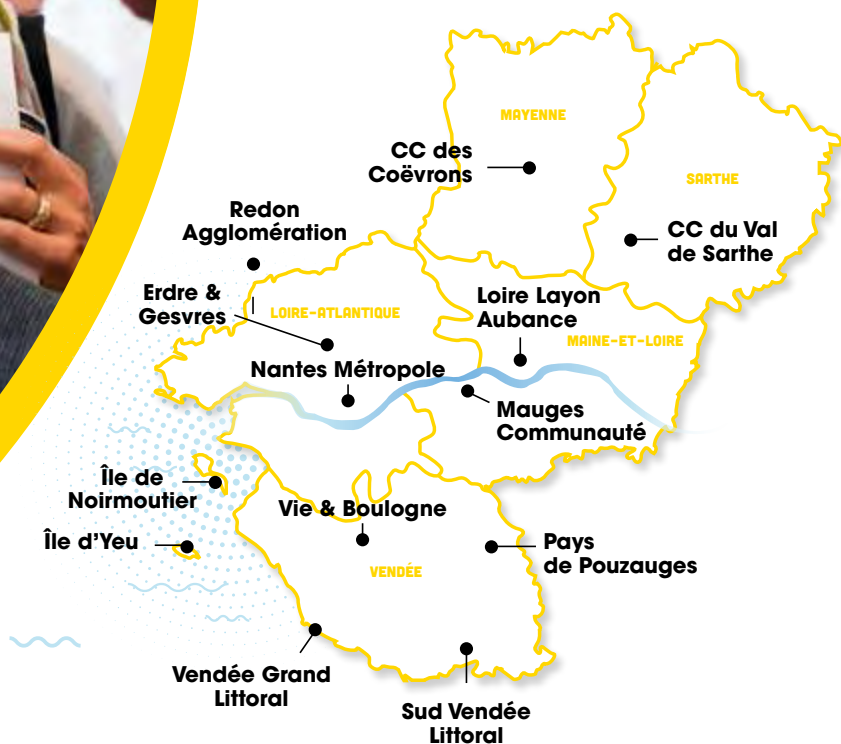 MAYENNE
CC des
Coëvrons
SARTHE
CC du Val
de Sarthe
Redon
Agglomération
Erdre &
Gesvres
LOIRE-ATLANTIQUE
Loire Layon
Aubance
MAINE-ET-LOIRE
Nantes Métropole
Mauges
Communauté
Île de
Noirmoutier
Vie & Boulogne
Île d'Yeu
Pays
de Pouzauges
VENDÉE
Vendée Grand
Littoral
Sud Vendée
Littoral